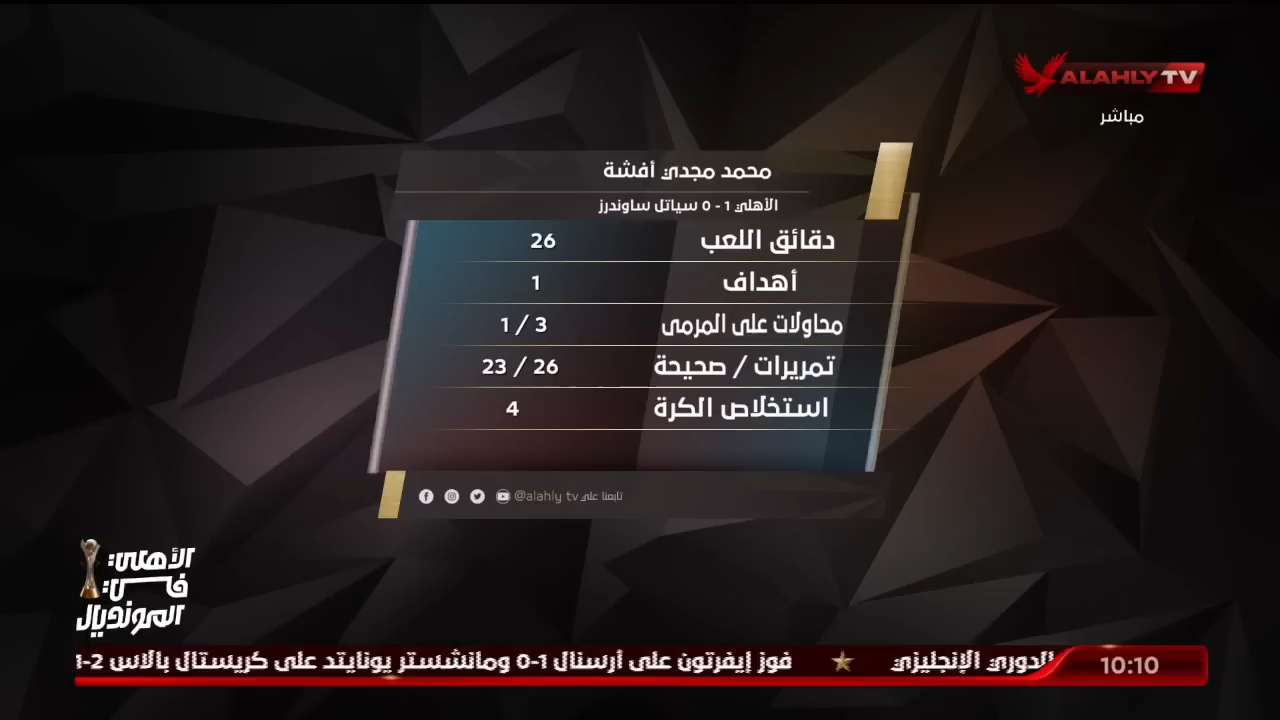 ALAHLY TV
مباشر
محمد مجدي أفشة
الأهلي 1 - 0 سياتل ساوندرز
دقائق اللعب 26
أهداف 1
محاولات على المرمى 3 / 1
تمريرات / صحيحة 26 / 23
استخلاص الكرة 4
تابعنا علي @alahly tv
الأهلي:
في:
المونديال
الدوري الإنجليزي ★ فوز إيفرتون على أرسنال 1-0 ومانشستر يونايتد على كريستال بالاس 2-1
10:10